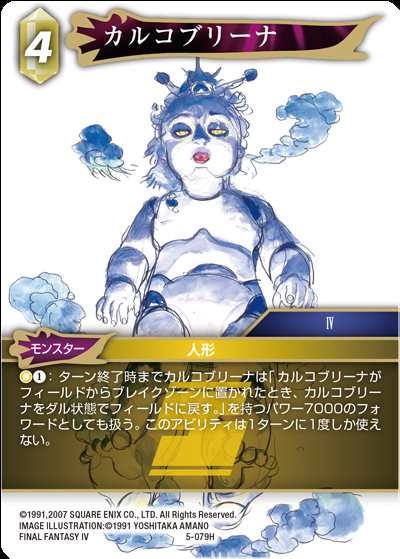 4
カルコブリーナ
IV
モンスター
人形
1：ターン終了時までカルコブリーナは「カルコブリーナが
フィールドからブレイクゾーンに置かれたとき、カルコブリー
ナをダル状態でフィールドに戻す。」を持つパワー7000のフォ
ワードとしても扱う。このアビリティは1ターンに1度しか使え
ない。
©1991,2007 SQUARE ENIX CO., LTD. All Rights Reserved.
IMAGE ILLUSTRATION:©1991 YOSHITAKA AMANO
FINAL FANTASY IV
5-079H